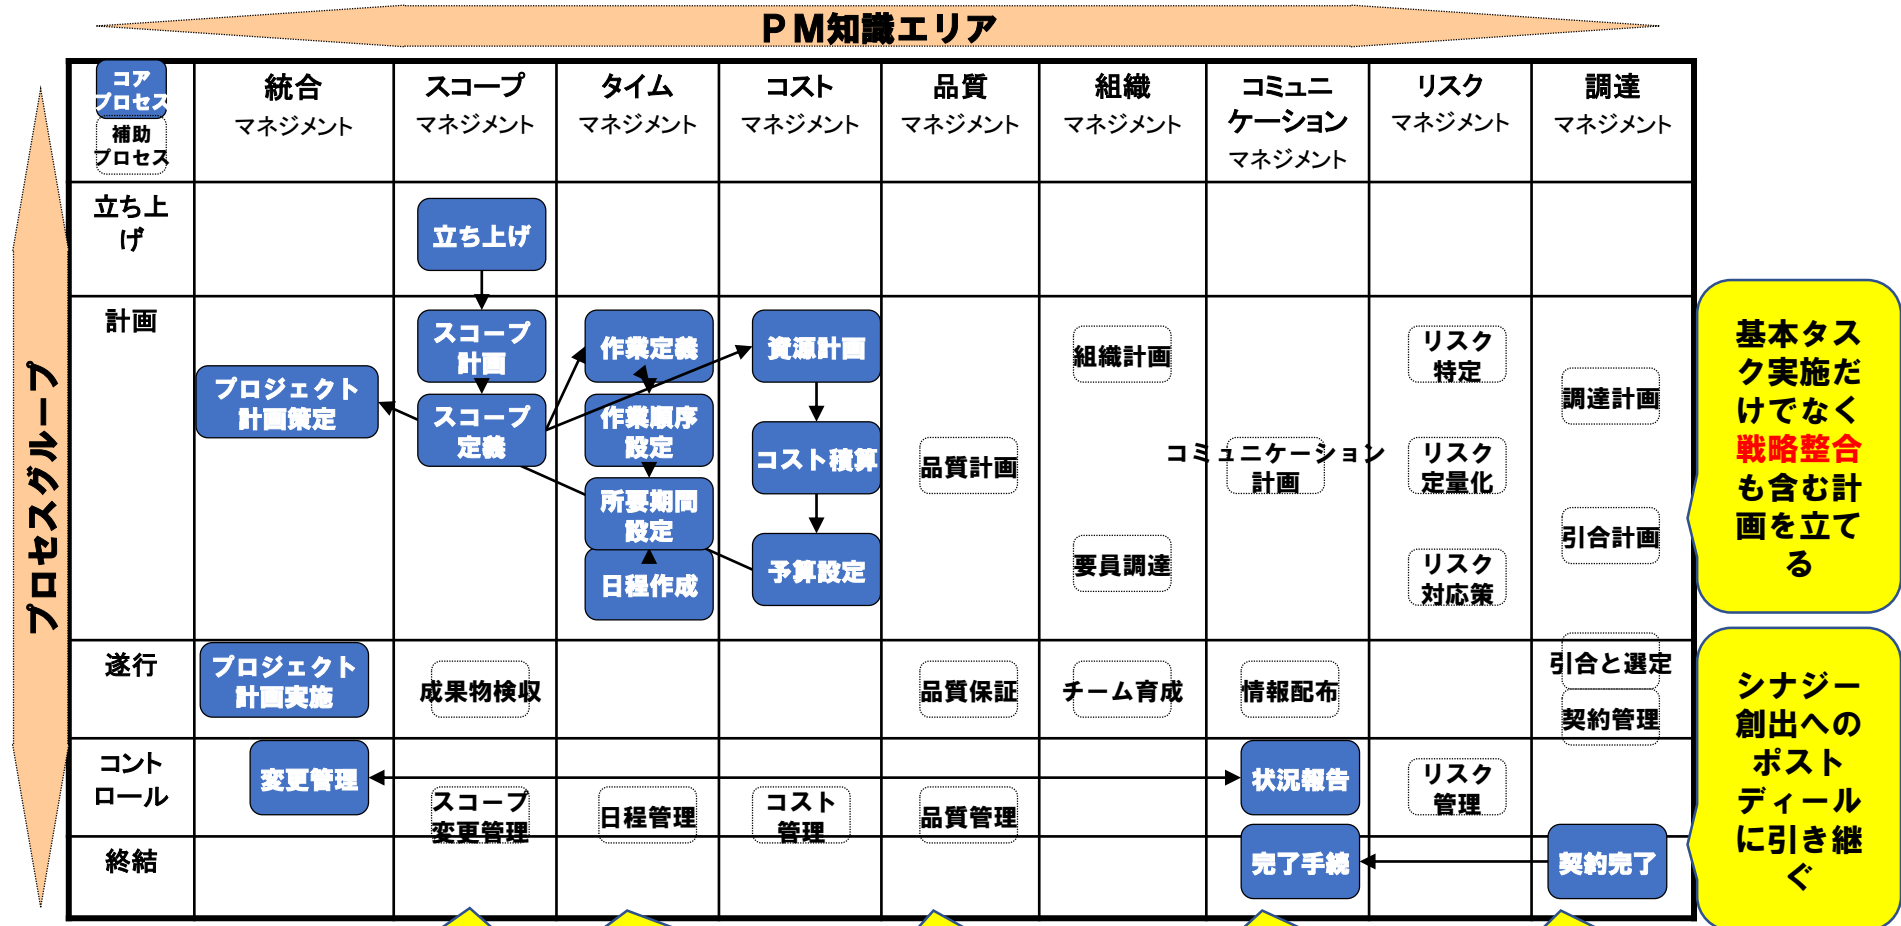 PM知識エリア
プロセスグループ
コア
プロセス
補助
プロセス
統合
マネジメント
スコープ
マネジメント
タイム
マネジメント
コスト
マネジメント
品質
マネジメント
組織
マネジメント
コミュニ
ケーション
マネジメント
リスク
マネジメント
調達
マネジメント
立ち上
げ
立ち上げ
計画
プロジェクト
計画策定
スコープ
計画
スコープ
定義
作業定義
作業順序
設定
所要期間
設定
日程作成
資源計画
コスト積算
予算設定
品質計画
組織計画
要員調達
コミュニケーション
計画
リスク
特定
リスク
定量化
リスク
対応策
調達計画
引合計画
遂行
プロジェクト
計画実施
成果物検収
品質保証
チーム育成
情報配布
引合と選定
契約管理
コント
ロール
変更管理
スコープ
変更管理
日程管理
コスト
管理
品質管理
状況報告
リスク
管理
終結
完了手続
契約完了
基本タス
ク実施だ
けでなく
戦略整合
も含む計
画を立て
る
シナジー
創出への
ポスト
ディール
に引き継
ぐ